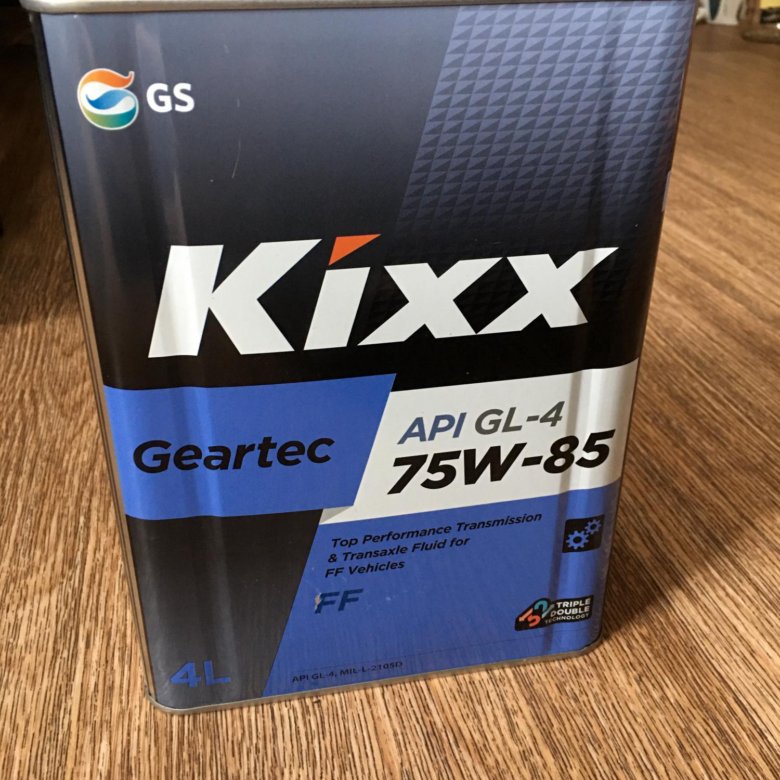 GS
Kixx
Geartec
API GL-4
75W-85
Top Performance Transmission
& Transaxle Fluid for
FF Vehicles
FF
TRIPLE
DOUBLE
TECHNOLOGY
4L
API GL-4, MIL-L-2105D